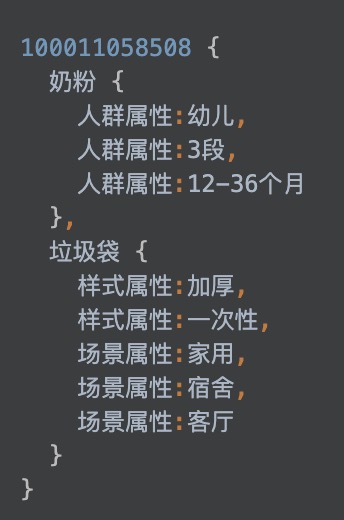 100011058508 {
奶粉 {
人群属性:幼儿,
人群属性:3段,
人群属性:12-36个月
},
垃圾袋 {
样式属性:加厚,
样式属性:一次性,
场景属性:家用,
场景属性:宿舍,
场景属性:客厅
}
}